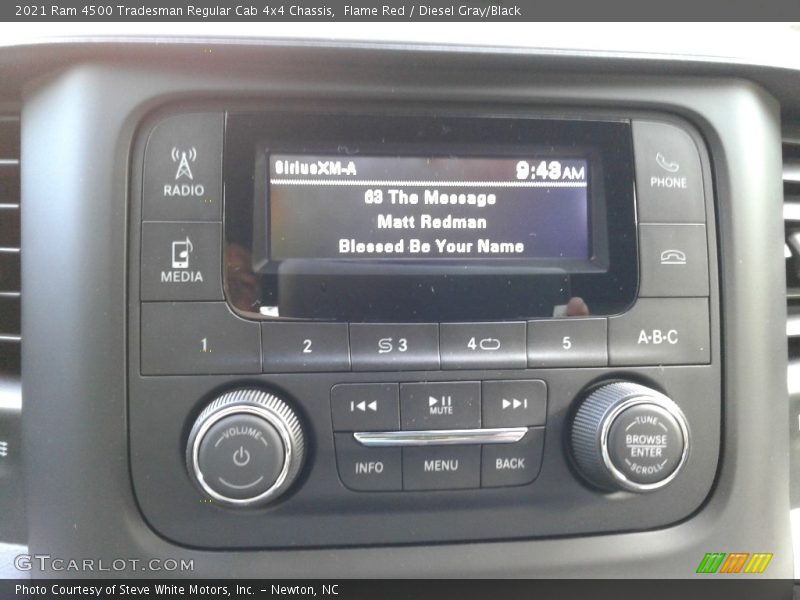 2021 Ram 4500 Tradesman Regular Cab 4x4 Chassis, Flame Red / Diesel Gray/Black
RADIO
MEDIA
SiriusXM-A 9:43AM
63 The Message
Matt Redman
Blessed Be Your Name
PHONE
1 2 3 4 5 A·B·C
VOLUME
MUTE
INFO MENU BACK
TUNE
BROWSE
ENTER
SCROLL
GTCARLOT.COM
Photo Courtesy of Steve White Motors, Inc. – Newton, NC